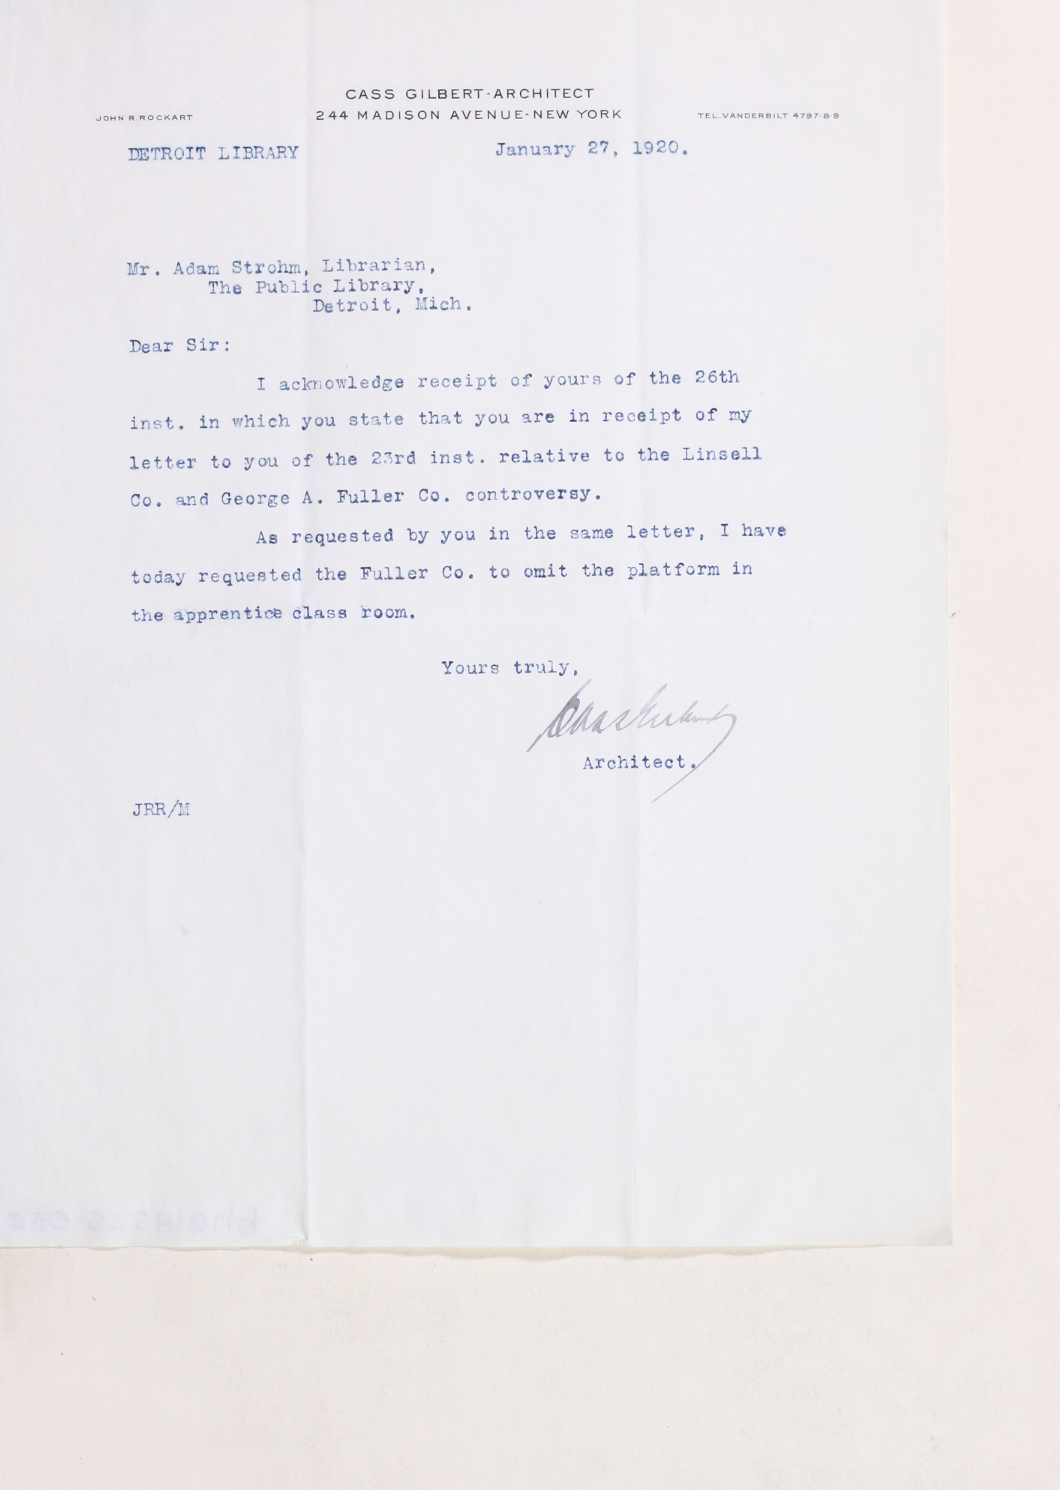 CASS GILBERT-ARCHITECT
JOHN R. ROCKART 244 MADISON AVENUE-NEW YORK TEL. VANDERBILT 4797-8-9
DETROIT LIBRARY January 27, 1920.
Mr. Adam Strohm, Librarian,
The Public Library,
Detroit, Mich.
Dear Sir:
I acknowledge receipt of yours of the 26th
inst. in which you state that you are in receipt of my
letter to you of the 23rd inst. relative to the Linsell
Co. and George A. Fuller Co. controversy.
As requested by you in the same letter, I have
today requested the Fuller Co. to omit the platform in
the apprentice class room.
Yours truly,
Cass Gilbert
Architect.
JRR/M